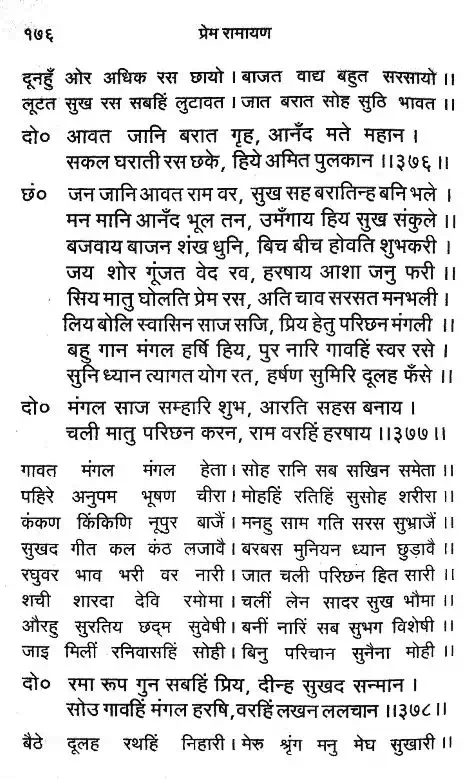 १७६ प्रेम रामायण
दूनहुँ ओर अधिक रस छायो । बाजत वाद्य बहुत सरसायो ॥
लूटत सुख रस सबहिं लुटावत । जात बरात सोह सुठि भावत ॥
दो० आवत जानि बरात गृह, आनँद मते महान ।
सकल घराती रस छके, हिये अमित पुलकान ॥३७६॥
छं० जन जानि आवत राम वर, सुख सह बरातिन्ह बनि भले ।
मन मानि आनँद भूल तन, उमँगाय हिय सुख संकुले ॥
बजवाय बाजन शंख धुनि, बिच बीच होवति शुभकरी ।
जय शोर गूंजत वेद रव, हरषाय आशा जनु फरी ॥
सिय मातु घोलति प्रेम रस, अति चाव सरसत मनभली ।
लिय बोलि स्वासिन साज सजि, प्रिय हेतु परिछन मंगली ॥
बहु गान मंगल हर्षि हिय, पुर नारि गावहिं स्वर रसे ।
सुनि ध्यान त्यागत योग रत, हर्षण सुमिरि दूलह फँसे ॥
दो० मंगल साज सम्हारि शुभ, आरति सहस बनाय ।
चली मातु परिछन करन, राम वरहिं हरषाय ॥३७७॥
गावत मंगल मंगल हेता । सोह रानि सब सखिन समेता ॥
पहिरे अनुपम भूषण चीरा । मोहहिं रतिहिं सुसोह शरीरा ॥
कंकण किंकिणि नूपुर बाजैं । मनहु साम गति सरस सुभ्राजैं ॥
सुखद गीत कल कंठ लजावै । बरबस मुनियन ध्यान छुड़ावै ॥
रघुवर भाव भरी वर नारी । जात चली परिछन हित सारी ॥
शची शारदा देवि रमोमा । चलीं लेन सादर सुख भौमा ॥
औरहु सुरतिय छद्म सुवेषी । बनीं नारिं सब सुभग विशेषी ॥
जाइ मिलीं रनिवासहिं सोही । बिनु परिचान सुनैना मोही ॥
दो० रमा रूप गुन सबहिं प्रिय, दीन्ह सुखद सन्मान ।
सोउ गावहिं मंगल हरषि, वरहिं लखन ललचान ॥३७८॥
बैठे दूलह रथहिं निहारी । मेरु श्रृंग मनु मेघ सुखारी ॥